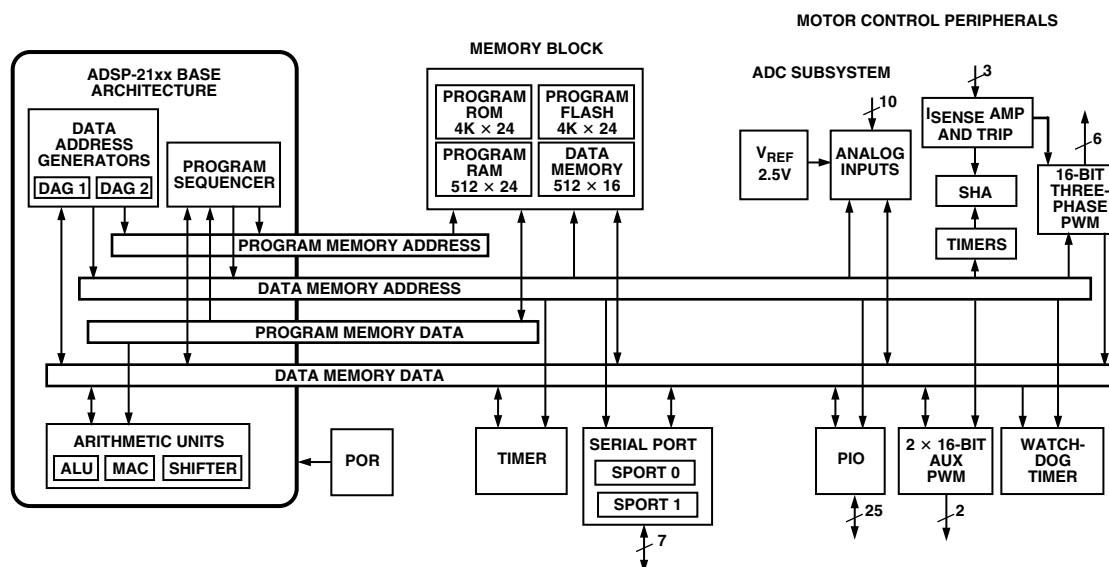 MOTOR CONTROL PERIPHERALS
MEMORY BLOCK
ADSP-21xx BASE
ARCHITECTURE
DATA
ADDRESS
GENERATORS
DAG 1
DAG 2
PROGRAM
SEQUENCER
PROGRAM
ROM
4K × 24
PROGRAM
FLASH
4K × 24
PROGRAM
RAM
512 × 24
DATA
MEMORY
512 × 16
ADC SUBSYSTEM
10
VREF
2.5V
ANALOG
INPUTS
3
ISENSE AMP
AND TRIP
SHA
TIMERS
6
16-BIT
THREE-
PHASE
PWM
PROGRAM MEMORY ADDRESS
DATA MEMORY ADDRESS
PROGRAM MEMORY DATA
DATA MEMORY DATA
ARITHMETIC UNITS
ALU
MAC
SHIFTER
POR
TIMER
SERIAL PORT
SPORT 0
SPORT 1
7
PIO
25
2 × 16-BIT
AUX
PWM
2
WATCH-
DOG
TIMER